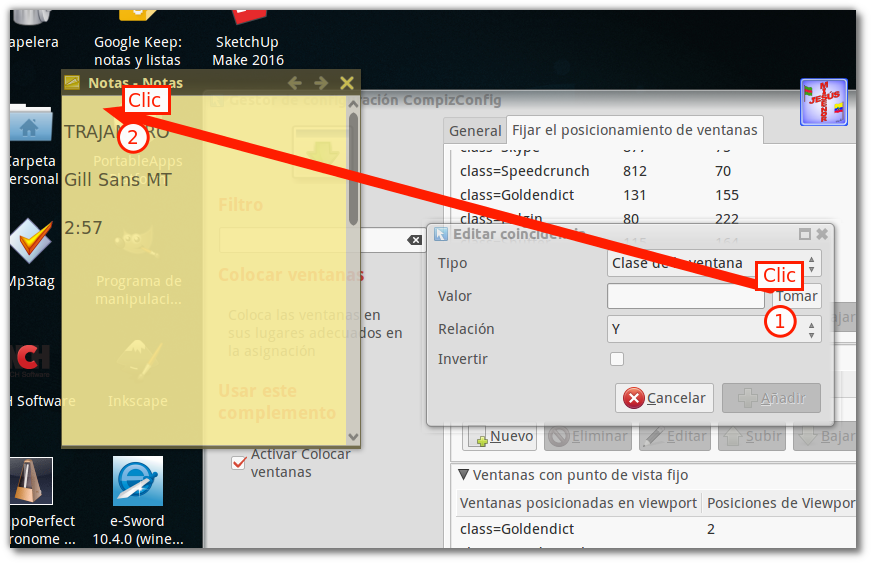 apelera
Google Keep:
notas y listas
SketchUp
Make 2016
Notas - Notas
Clic
2
TRAJAN PRO
Gill Sans MT
2:57
Carpeta
ersonal
PortableApps
Mp3tag
Programa de
manipulaci...
H Software
Inkscape
poPerfect
ronome ...
e-Sword
10.4.0 (wine...
Gestor de configuración CompizConfig
JESÚS
General
Fijar el posicionamiento de ventanas
class=Skype
class=Speedcrunch 812 70
class=Goldendict 131 155
80 222
Filtro
Colocar ventanas
Coloca las ventanas en
sus lugares adecuados en
la asignación
Usar este
complemento
Activar Colocar
ventanas
Editar coincidencia
Tipo
Clase de la ventana
Clic
Valor
Tomar
1
Relación
Y
Invertir
Cancelar
Añadir
Bajar
Nuevo
Eliminar
Editar
Subir
Bajar
Ventanas con punto de vista fijo
Ventanas posicionadas en viewport
Posiciones de Viewpor
class=Goldendict 2